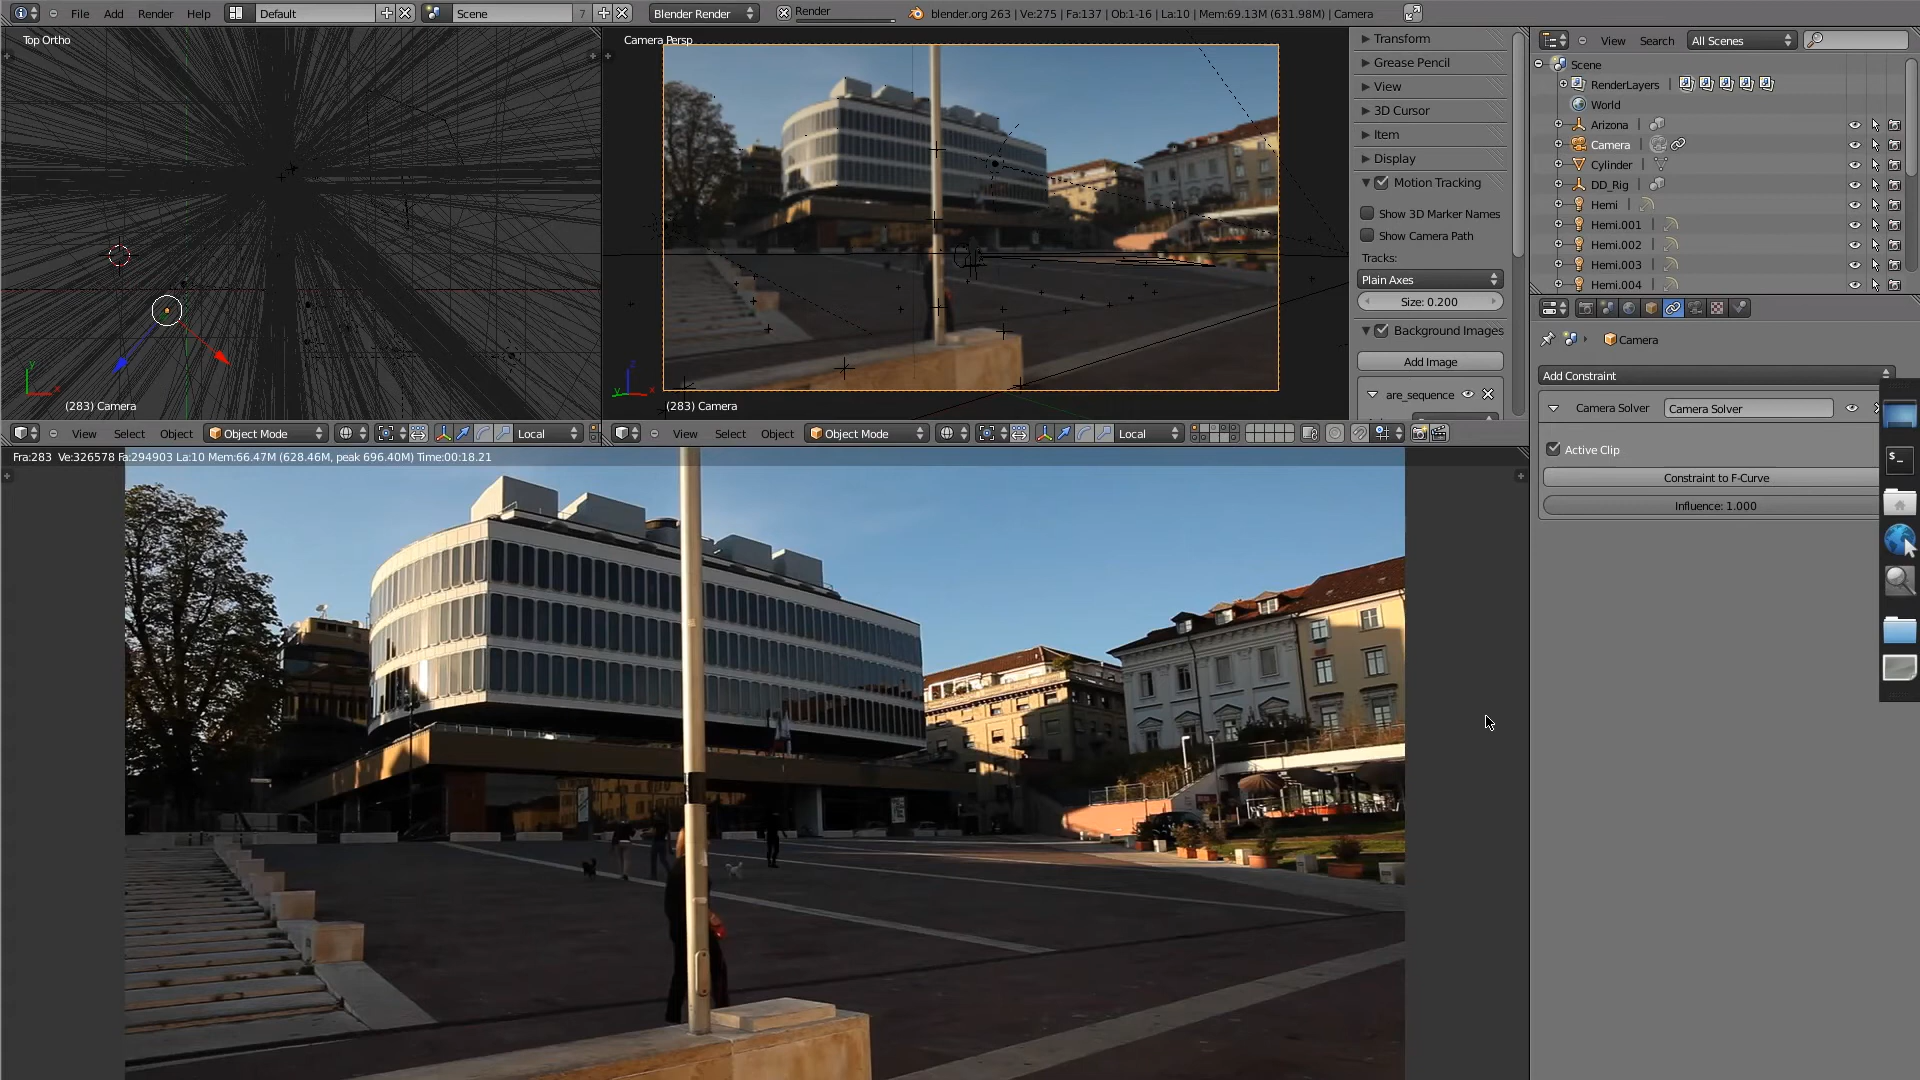 File Add Render Help Default Scene 7 Blender Render Render blender.org 263 | Ve:275 | Fa:137 | Ob:1-16 | La:10 | Mem:69.13M (631.98M) | Camera
Top Ortho
(283) Camera
Camera Persp
(283) Camera
Transform
Grease Pencil
View
3D Cursor
Item
Display
Motion Tracking
Show 3D Marker Names
Show Camera Path
Tracks:
Plain Axes
Size: 0.200
Background Images
Add Image
are_sequence
View Select Object Object Mode Local
View Select Object Object Mode Local
Fra:283 Ve:326578 Fa:294903 La:10 Mem:66.47M (628.46M, peak 696.40M) Time:00:18.21
View Search All Scenes
Scene
RenderLayers
World
Arizona
Camera
Cylinder
DD_Rig
Hemi
Hemi.001
Hemi.002
Hemi.003
Hemi.004
Camera
Add Constraint
Camera Solver Camera Solver
Active Clip
Constraint to F-Curve
Influence: 1.000